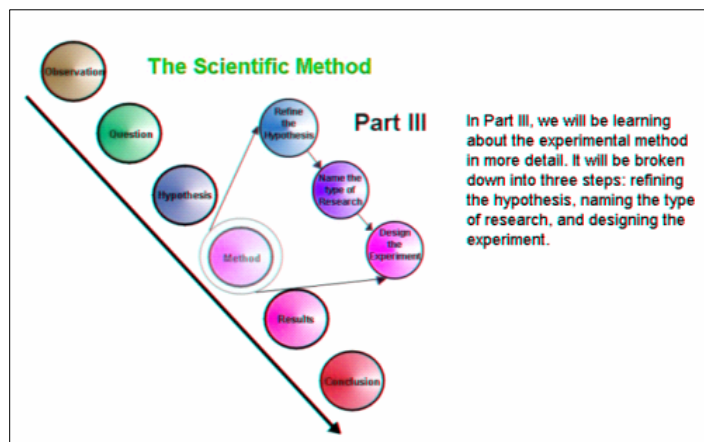 The Scientific Method
Observation
Question
Hypothesis
Method
Results
Conclusion
Part III
Refine
the
Hypothesis
Name the
type of
Research
Design
the
Experiment
In Part III, we will be learning
about the experimental method
in more detail. It will be broken
down into three steps: refining
the hypothesis, naming the type
of research, and designing the
experiment.